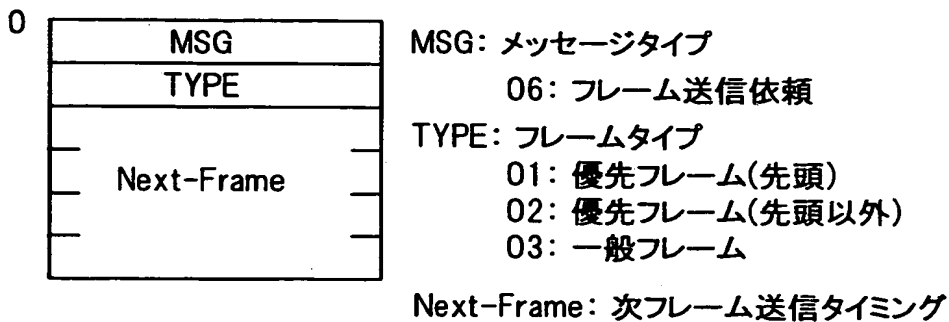 0
MSG
TYPE
Next-Frame
MSG: メッセージタイプ
06: フレーム送信依頼
TYPE: フレームタイプ
01: 優先フレーム(先頭)
02: 優先フレーム(先頭以外)
03: 一般フレーム
Next-Frame: 次フレーム送信タイミング